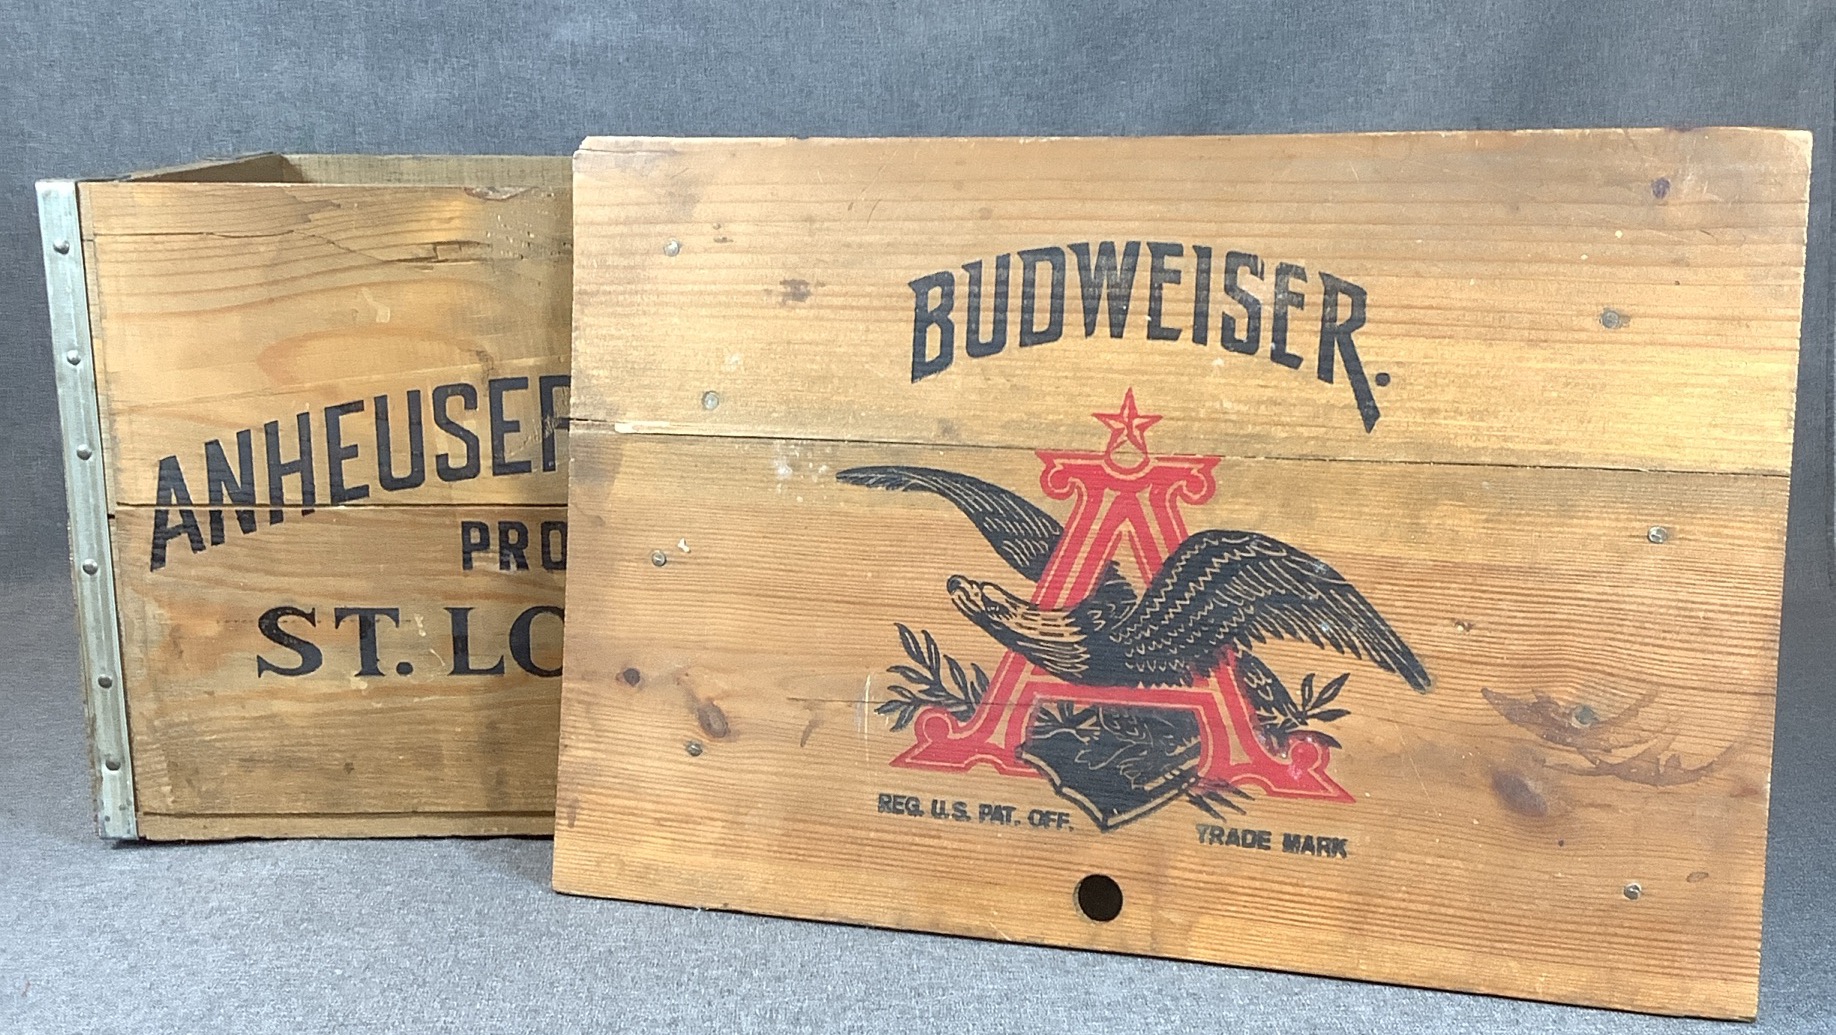 ANHEUSER
PRO
ST. LO
BUDWEISER.
A
REG. U.S. PAT. OFF.
TRADE MARK